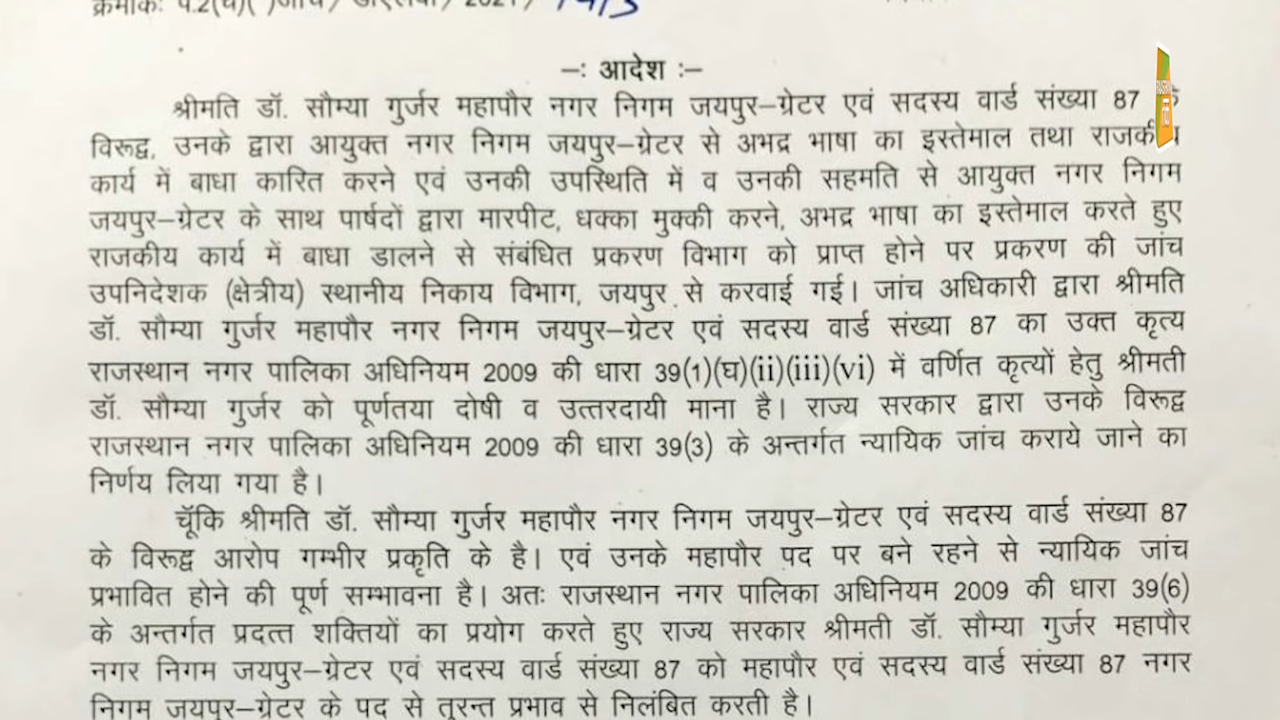 क्रमांकः प.2(घ)( )जांच / डीएलबी / 2021 /
–ः आदेश ः–
श्रीमति डॉ. सौम्या गुर्जर महापौर नगर निगम जयपुर–ग्रेटर एवं सदस्य वार्ड संख्या 87
विरूद्व, उनके द्वारा आयुक्त नगर निगम जयपुर–ग्रेटर से अभद्र भाषा का इस्तेमाल तथा राजकीय
कार्य में बाधा कारित करने एवं उनकी उपस्थिति में व उनकी सहमति से आयुक्त नगर निगम
जयपुर–ग्रेटर के साथ पार्षदों द्वारा मारपीट, धक्का मुक्की करने, अभद्र भाषा का इस्तेमाल करते हुए
राजकीय कार्य में बाधा डालने से संबंधित प्रकरण विभाग को प्राप्त होने पर प्रकरण की जांच
उपनिदेशक (क्षेत्रीय) स्थानीय निकाय विभाग, जयपुर से करवाई गई। जांच अधिकारी द्वारा श्रीमति
डॉ. सौम्या गुर्जर महापौर नगर निगम जयपुर–ग्रेटर एवं सदस्य वार्ड संख्या 87 का उक्त कृत्य
राजस्थान नगर पालिका अधिनियम 2009 की धारा 39(1)(घ)(ii)(iii)(vi) में वर्णित कृत्यों हेतु श्रीमती
डॉ. सौम्या गुर्जर को पूर्णतया दोषी व उत्तरदायी माना है। राज्य सरकार द्वारा उनके विरूद्व
राजस्थान नगर पालिका अधिनियम 2009 की धारा 39(3) के अन्तर्गत न्यायिक जांच कराये जाने का
निर्णय लिया गया है।
चूॅंकि श्रीमति डॉ. सौम्या गुर्जर महापौर नगर निगम जयपुर–ग्रेटर एवं सदस्य वार्ड संख्या 87
के विरूद्व आरोप गम्भीर प्रकृति के है। एवं उनके महापौर पद पर बने रहने से न्यायिक जांच
प्रभावित होने की पूर्ण सम्भावना है। अतः राजस्थान नगर पालिका अधिनियम 2009 की धारा 39(6)
के अन्तर्गत प्रदत्त शक्तियों का प्रयोग करते हुए राज्य सरकार श्रीमती डॉ. सौम्या गुर्जर महापौर
नगर निगम जयपुर–ग्रेटर एवं सदस्य वार्ड संख्या 87 को महापौर एवं सदस्य वार्ड संख्या 87 नगर
निगम जयपुर–ग्रेटर के पद से तुरन्त प्रभाव से निलंबित करती है।